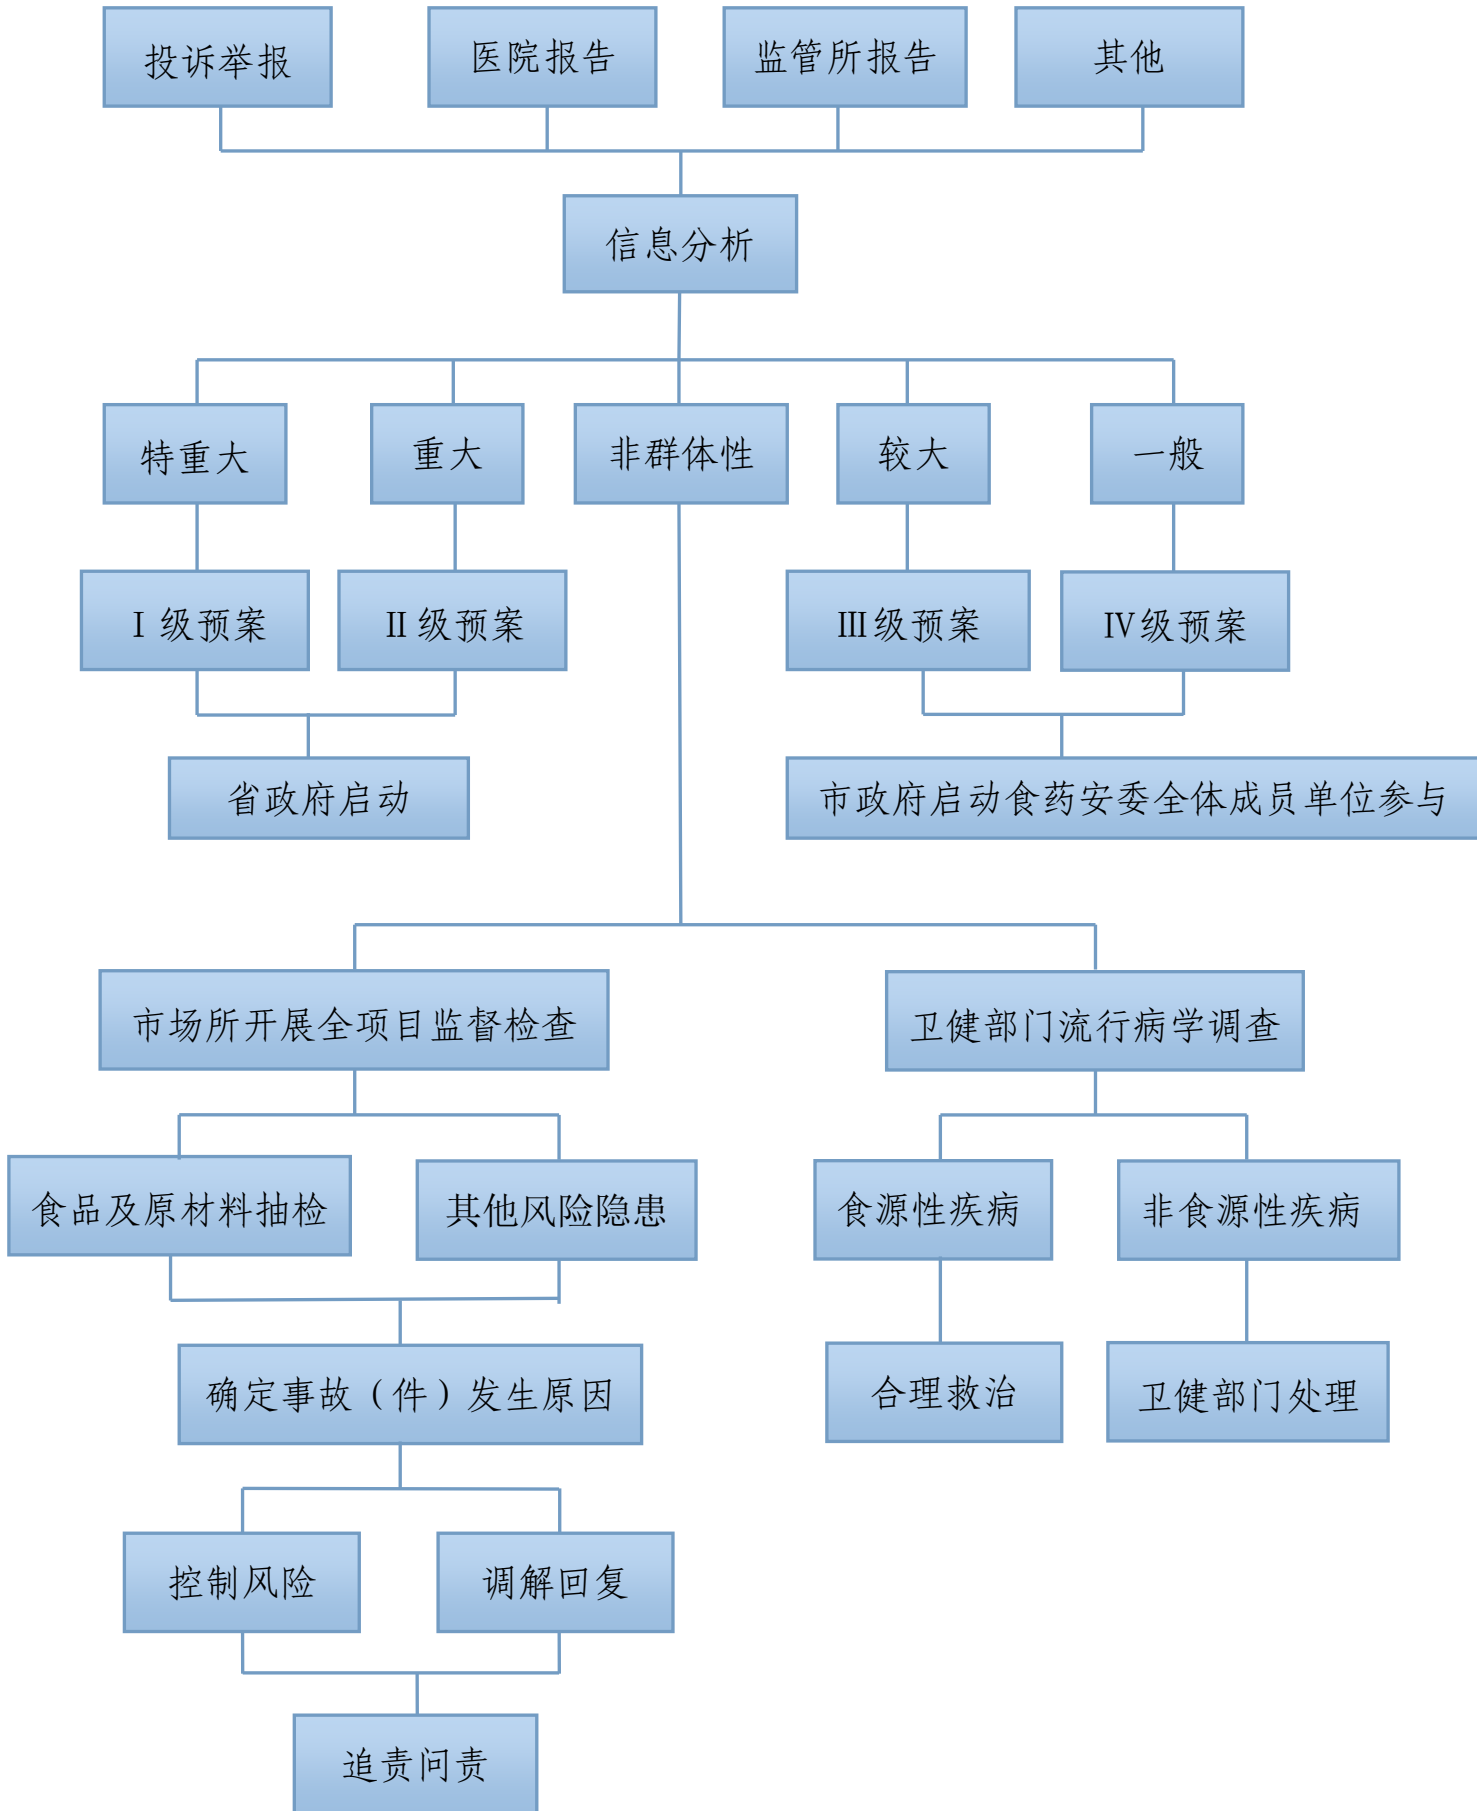 投诉举报
医院报告
监管所报告
其他
信息分析
特重大
重大
非群体性
较大
一般
Ⅰ 级预案
Ⅱ 级预案
Ⅲ级预案
Ⅳ级预案
省政府启动
市政府启动食药安委全体成员单位参与
市场所开展全项目监督检查
卫健部门流行病学调查
食品及原材料抽检
其他风险隐患
食源性疾病
非食源性疾病
确定事故（件）发生原因
合理救治
卫健部门处理
控制风险
调解回复
追责问责